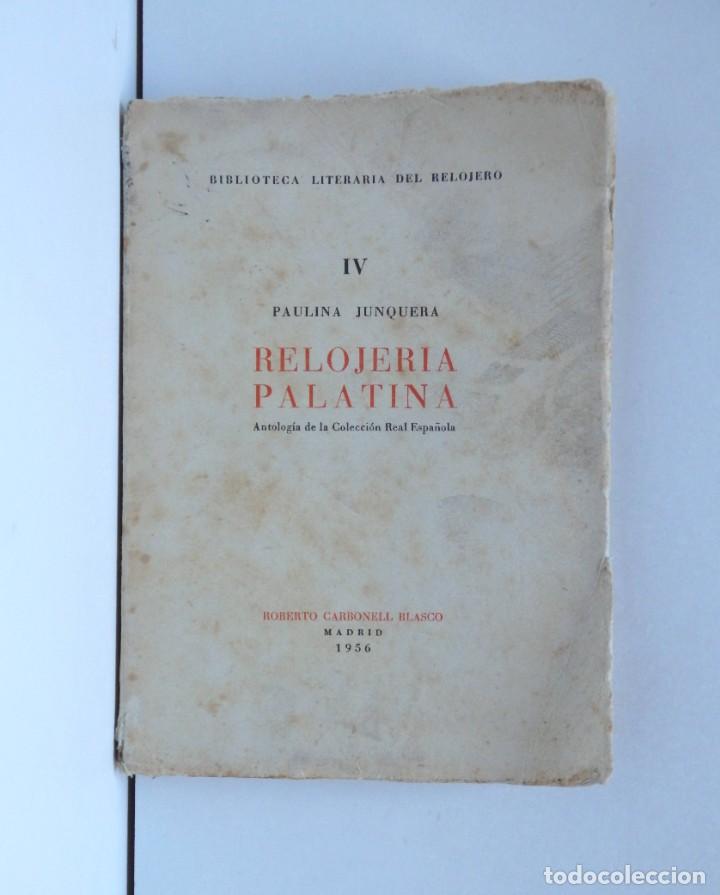 BIBLIOTECA LITERARIA DEL RELOJERO
IV
PAULINA JUNQUERA
RELOJERIA
PALATINA
Antología de la Colección Real Española
ROBERTO CARBONELL BLASCO
MADRID
1956
todocoleccion